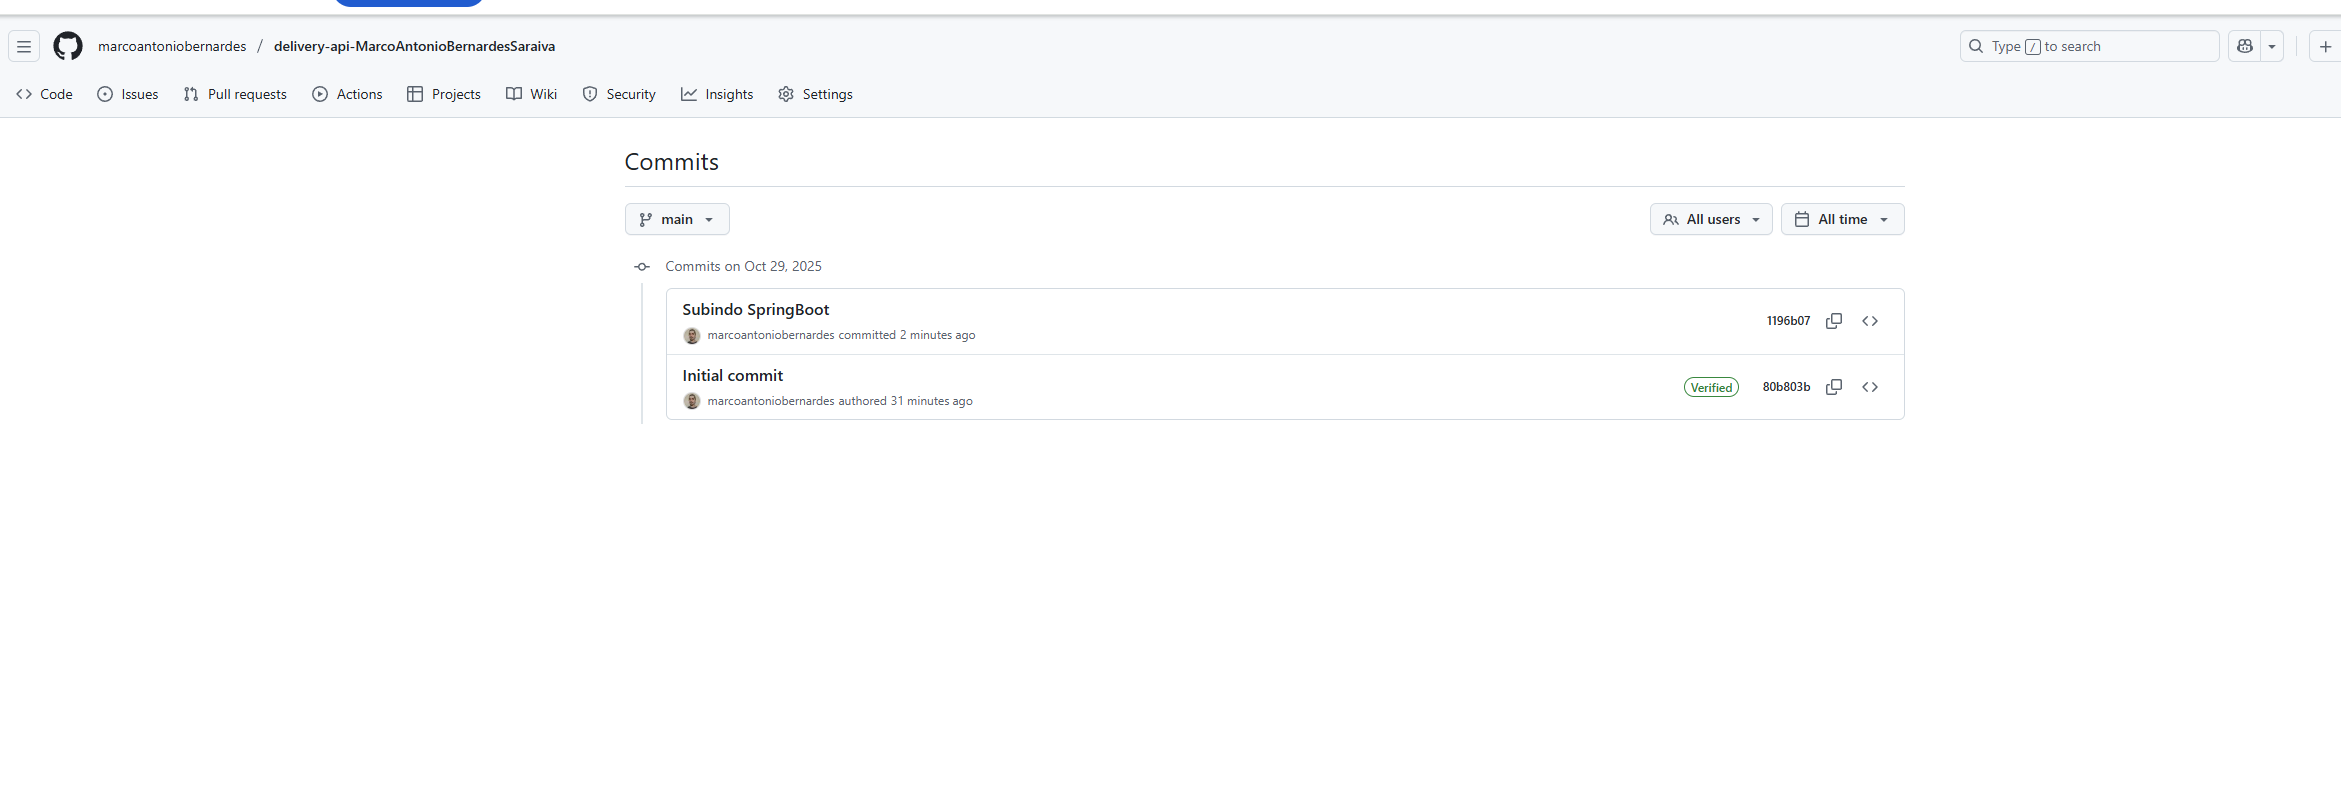 marcoantoniobernardes / delivery-api-MarcoAntonioBernardesSaraiva
Type / to search
Code Issues Pull requests Actions Projects Wiki Security Insights Settings
Commits
main
All users All time
Commits on Oct 29, 2025
Subindo SpringBoot
1196b07
marcoantoniobernardes committed 2 minutes ago
Initial commit
Verified 80b803b
marcoantoniobernardes authored 31 minutes ago